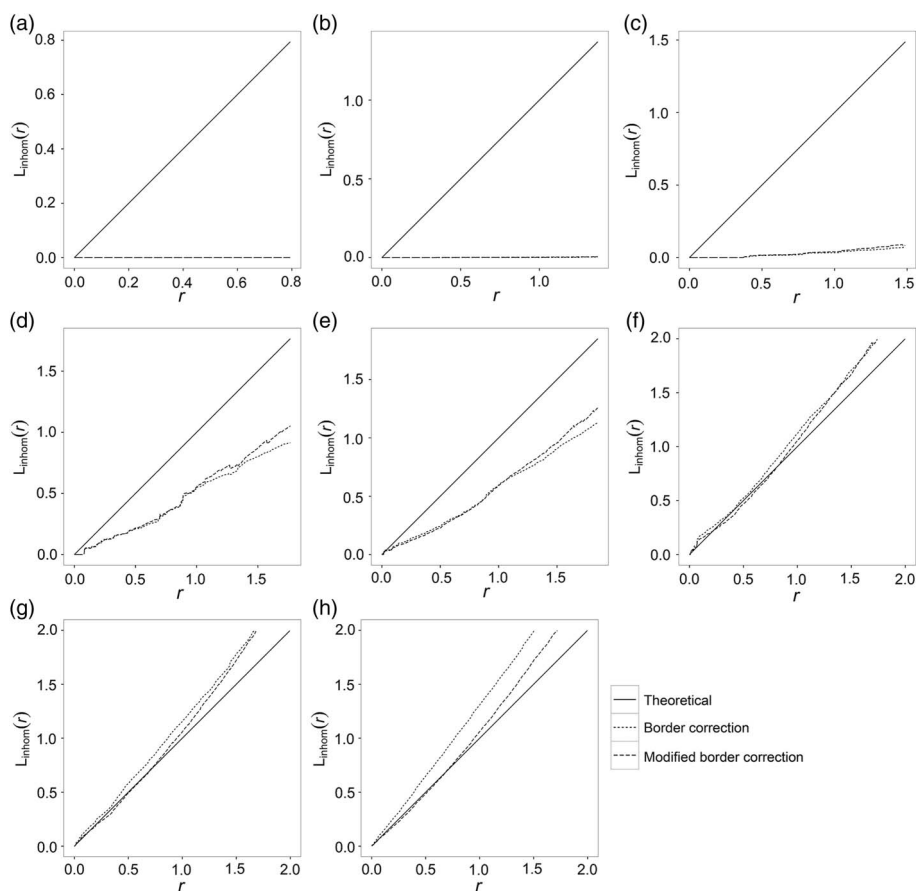 (a)
0.8
0.6
0.4
0.2
0.0
L_inhom(r)
0.0 0.2 0.4 0.6 0.8
r
(b)
1.0
0.5
0.0
L_inhom(r)
0.0 0.5 1.0
r
(c)
1.5
1.0
0.5
0.0
L_inhom(r)
0.0 0.5 1.0 1.5
r
(d)
1.5
1.0
0.5
0.0
L_inhom(r)
0.0 0.5 1.0 1.5
r
(e)
1.5
1.0
0.5
0.0
L_inhom(r)
0.0 0.5 1.0 1.5
r
(f)
2.0
1.5
1.0
0.5
0.0
L_inhom(r)
0.0 0.5 1.0 1.5 2.0
r
(g)
2.0
1.5
1.0
0.5
0.0
L_inhom(r)
0.0 0.5 1.0 1.5 2.0
r
(h)
2.0
1.5
1.0
0.5
0.0
L_inhom(r)
0.0 0.5 1.0 1.5 2.0
r
Theoretical
Border correction
Modified border correction